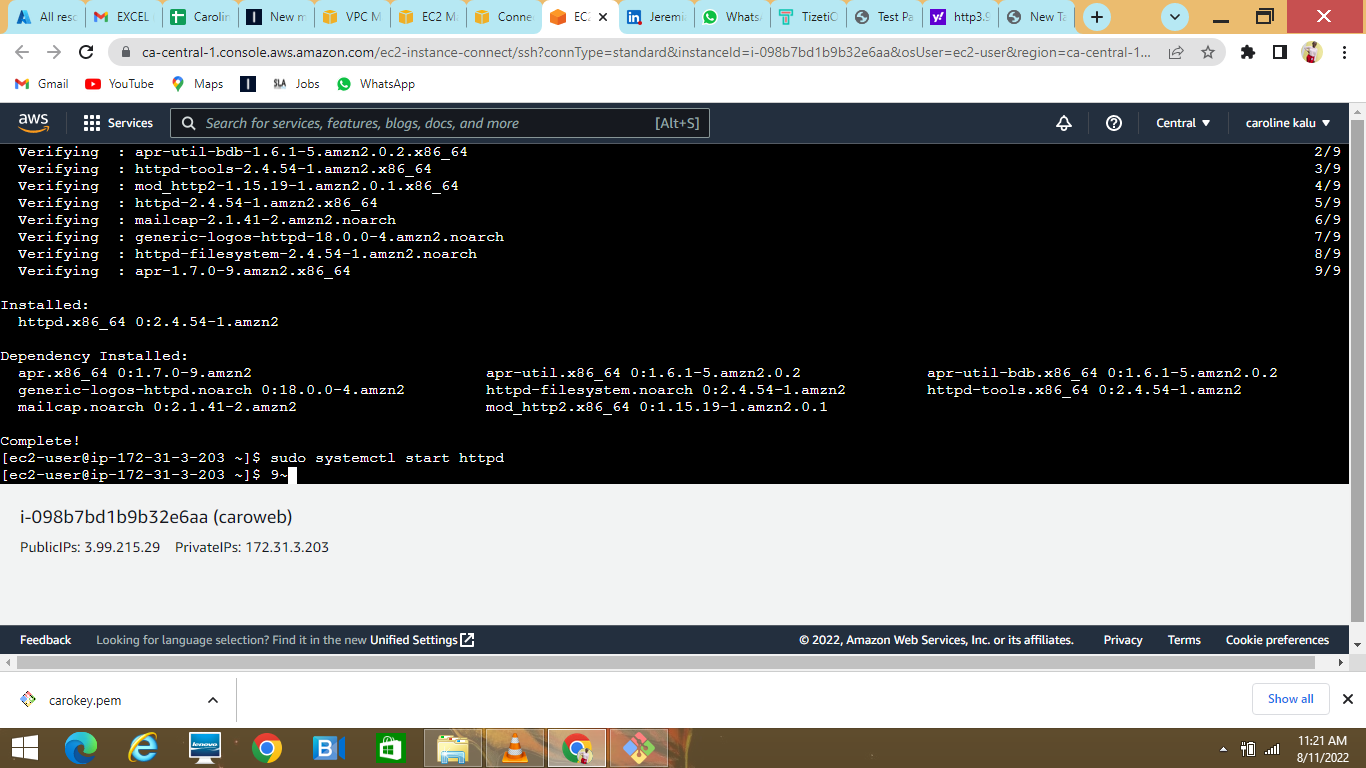 All reso
EXCEL
Carolin
New m
VPC M
EC2 M
Conne
EC2
Jeremi
Whats
TizetiC
Test Pa
http3.9
New Ta
ca-central-1.console.aws.amazon.com/ec2-instance-connect/ssh?connType=standard&instanceId=i-098b7bd1b9b32e6aa&osUser=ec2-user&region=ca-central-1...
Gmail YouTube Maps SLA Jobs WhatsApp
aws Services Search for services, features, blogs, docs, and more [Alt+S] Central caroline kalu
Verifying : apr-util-bdb-1.6.1-5.amzn2.0.2.x86_64 2/9
Verifying : httpd-tools-2.4.54-1.amzn2.x86_64 3/9
Verifying : mod_http2-1.15.19-1.amzn2.0.1.x86_64 4/9
Verifying : httpd-2.4.54-1.amzn2.x86_64 5/9
Verifying : mailcap-2.1.41-2.amzn2.noarch 6/9
Verifying : generic-logos-httpd-18.0.0-4.amzn2.noarch 7/9
Verifying : httpd-filesystem-2.4.54-1.amzn2.noarch 8/9
Verifying : apr-1.7.0-9.amzn2.x86_64 9/9
Installed:
httpd.x86_64 0:2.4.54-1.amzn2
Dependency Installed:
apr.x86_64 0:1.7.0-9.amzn2 apr-util.x86_64 0:1.6.1-5.amzn2.0.2 apr-util-bdb.x86_64 0:1.6.1-5.amzn2.0.2
generic-logos-httpd.noarch 0:18.0.0-4.amzn2 httpd-filesystem.noarch 0:2.4.54-1.amzn2 httpd-tools.x86_64 0:2.4.54-1.amzn2
mailcap.noarch 0:2.1.41-2.amzn2 mod_http2.x86_64 0:1.15.19-1.amzn2.0.1
Complete!
[ec2-user@ip-172-31-3-203 ~]$ sudo systemctl start httpd
[ec2-user@ip-172-31-3-203 ~]$ 9~
i-098b7bd1b9b32e6aa (caroweb)
PublicIPs: 3.99.215.29 PrivateIPs: 172.31.3.203
Feedback Looking for language selection? Find it in the new Unified Settings © 2022, Amazon Web Services, Inc. or its affiliates. Privacy Terms Cookie preferences
carokey.pem Show all
lenovo
11:21 AM
8/11/2022